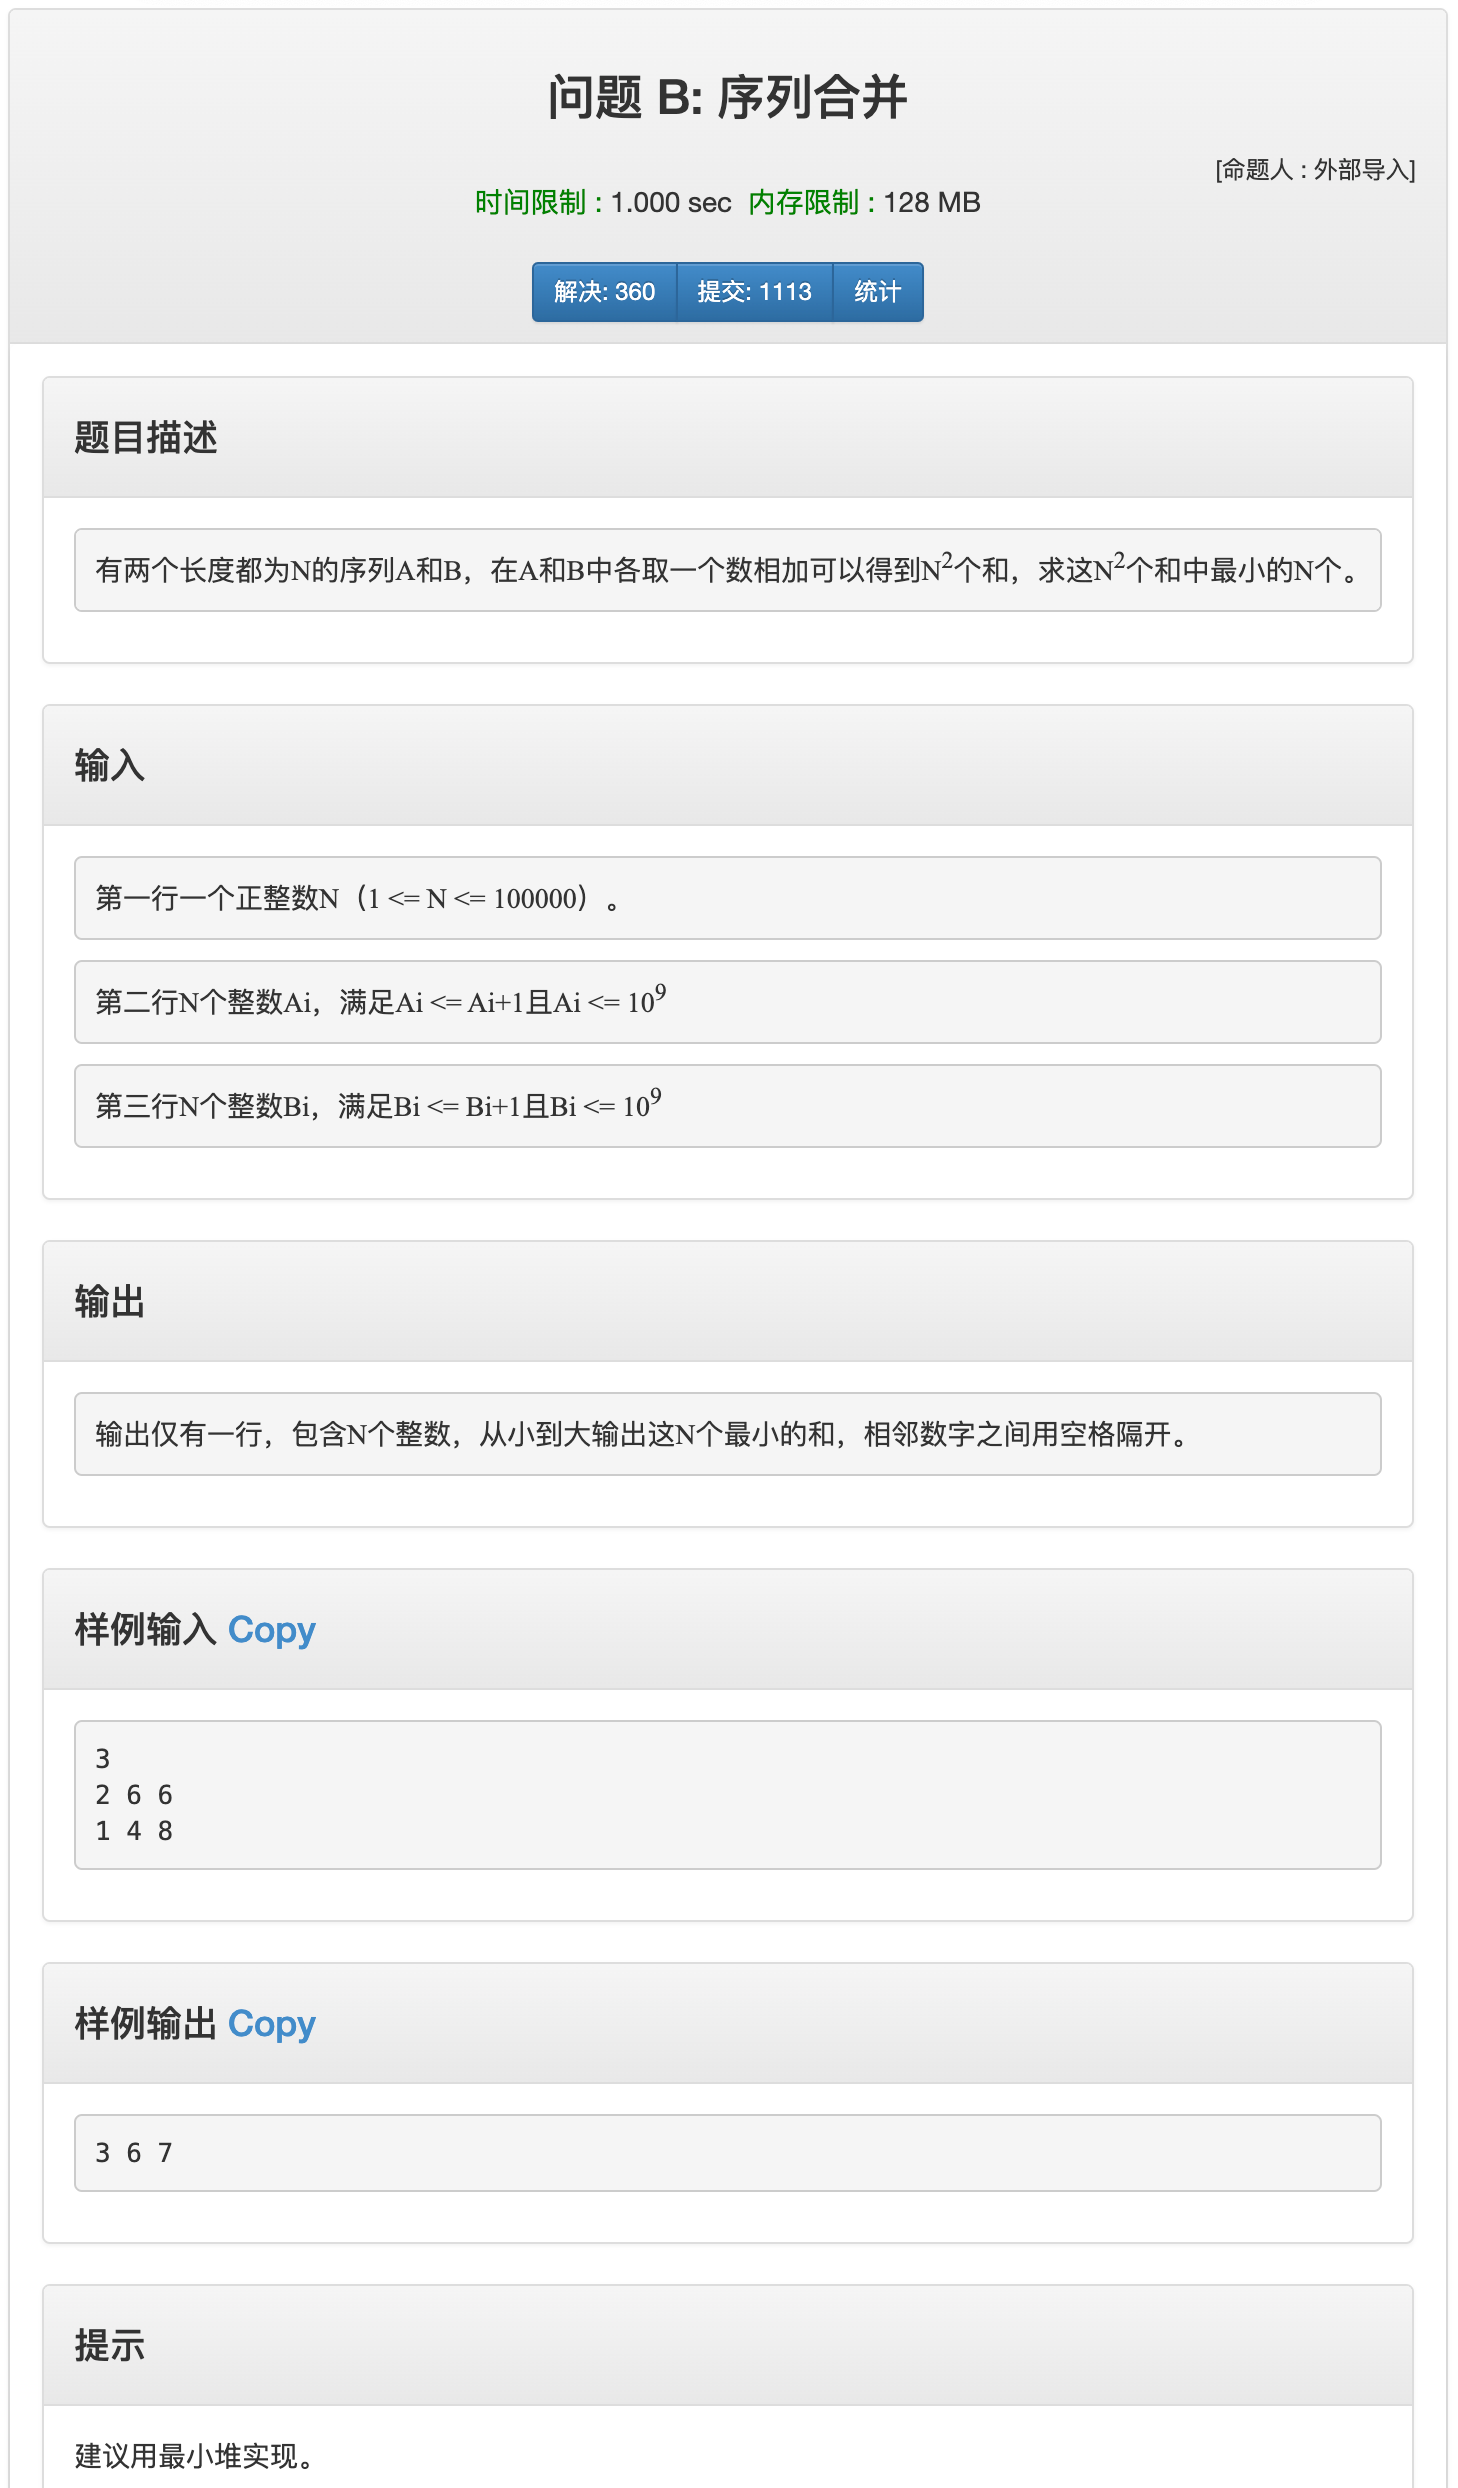 问题 B: 序列合并
[命题人 : 外部导入]
时间限制 : 1.000 sec 内存限制 : 128 MB
解决: 360 提交: 1113 统计
题目描述
有两个长度都为N的序列A和B，在A和B中各取一个数相加可以得到N²个和，求这N²个和中最小的N个。
输入
第一行一个正整数N（1 <= N <= 100000）。
第二行N个整数Ai，满足Ai <= Ai+1且Ai <= 10⁹
第三行N个整数Bi，满足Bi <= Bi+1且Bi <= 10⁹
输出
输出仅有一行，包含N个整数，从小到大输出这N个最小的和，相邻数字之间用空格隔开。
样例输入 Copy
3
2 6 6
1 4 8
样例输出 Copy
3 6 7
提示
建议用最小堆实现。